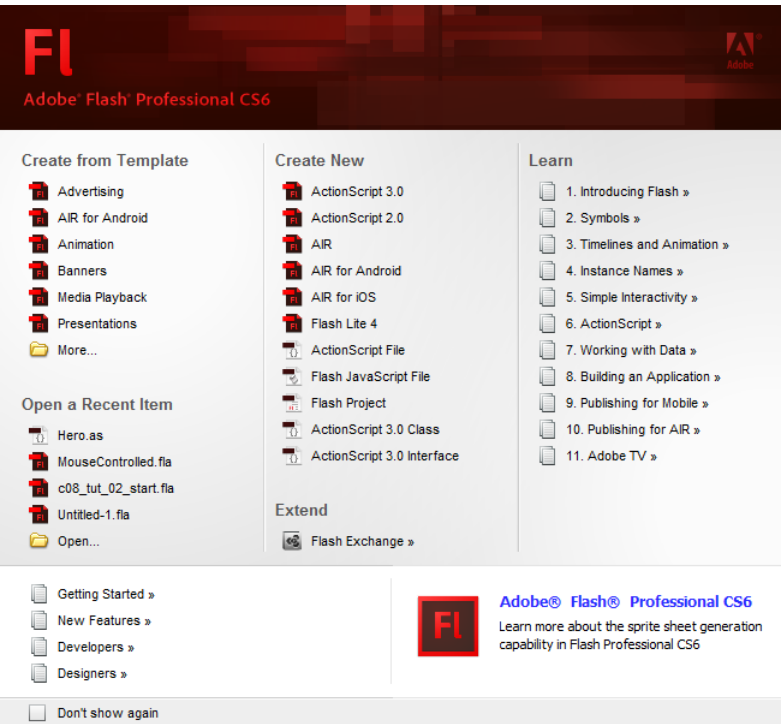 Fl
Adobe® Flash® Professional CS6
Adobe®
Create from Template
Advertising
AIR for Android
Animation
Banners
Media Playback
Presentations
More...
Open a Recent Item
Hero.as
MouseControlled.fla
c08_tut_02_start.fla
Untitled-1.fla
Open...
Create New
ActionScript 3.0
ActionScript 2.0
AIR
AIR for Android
AIR for iOS
Flash Lite 4
ActionScript File
Flash JavaScript File
Flash Project
ActionScript 3.0 Class
ActionScript 3.0 Interface
Extend
Flash Exchange »
Learn
1. Introducing Flash »
2. Symbols »
3. Timelines and Animation »
4. Instance Names »
5. Simple Interactivity »
6. ActionScript »
7. Working with Data »
8. Building an Application »
9. Publishing for Mobile »
10. Publishing for AIR »
11. Adobe TV »
Getting Started »
New Features »
Developers »
Designers »
Fl
Adobe® Flash® Professional CS6
Learn more about the sprite sheet generation
capability in Flash Professional CS6
Don't show again